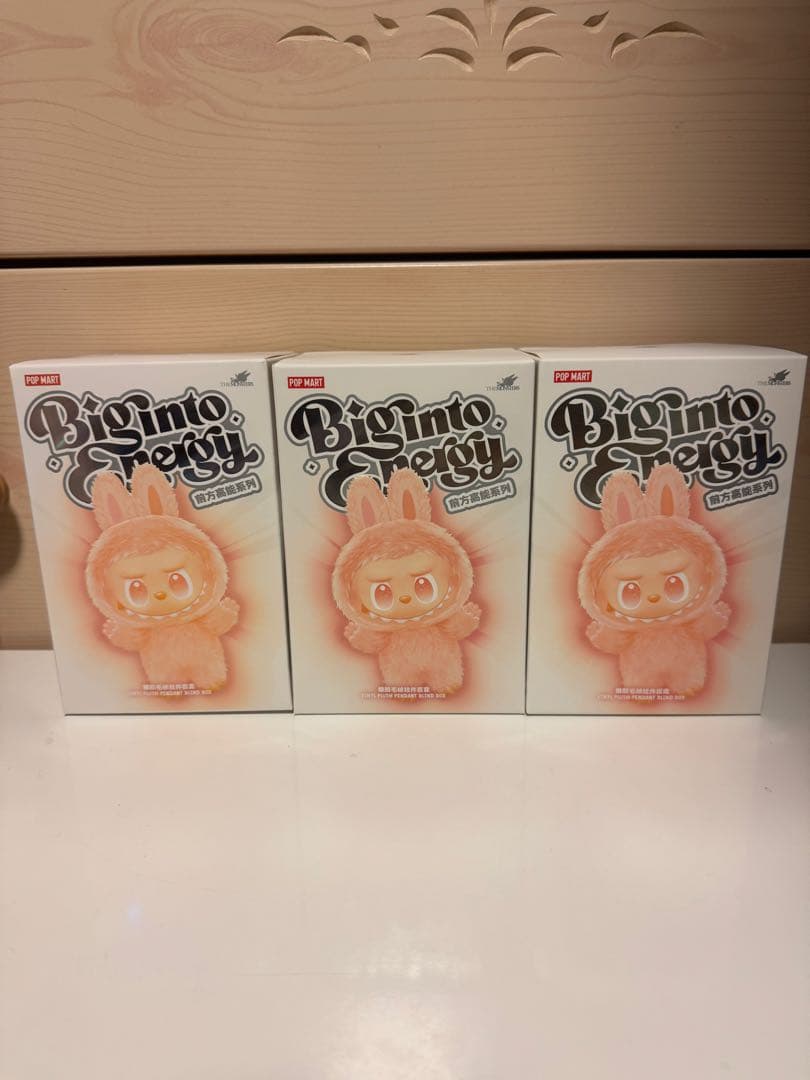 POP MART
THE MONSTERS
Big into
Energy
前方高能系列
搪胶毛绒挂件盲盒
VINYL PLUSH PENDANT BLIND BOX
POP MART
THE MONSTERS
Big into
Energy
前方高能系列
搪胶毛绒挂件盲盒
VINYL PLUSH PENDANT BLIND BOX
POP MART
THE MONSTERS
Big into
Energy
前方高能系列
搪胶毛绒挂件盲盒
VINYL PLUSH PENDANT BLIND BOX